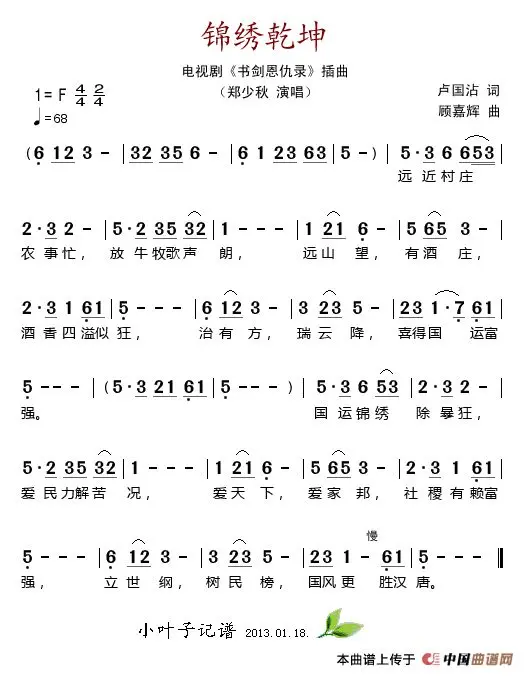 锦绣乾坤
电视剧《书剑恩仇录》插曲
（郑少秋 演唱）
1=F 4/4 2/4
♩=68
卢国沾 词
顾嘉辉 曲
(6 12 3 - | 32 35 6 - | 6 1 23 63 | 5 - ) | 5·3 6 653 |
远 近 村 庄
2·3 2 - | 5·2 35 32 | 1 - - - | 1 21 6 - | 5 65 3 - |
农 事 忙， 放 牛 牧歌 声 朗， 远 山 望， 有 酒 庄，
2·3 1 61 | 5 - - - | 6 12 3 - | 3 23 5 - | 23 1·7 61 |
酒 香 四 溢似 狂， 治 有 方， 瑞 云 降， 喜得 国 运富
5 - - - | (5·3 21 61 | 5 - - - ) | 5·3 6 53 | 2·3 2 - |
强。 国 运 锦 绣 除 暴 狂，
5·2 35 32 | 1 - - - | 1 21 6 - | 5 65 3 - | 2·3 1 61 |
爱 民 力解 苦 况， 爱 天 下， 爱 家 邦， 社 稷 有 赖富
慢
5 - - - | 6 12 3 - | 3 23 5 - | 23 1 - 61 | 5 - - - ‖
强， 立 世 纲， 树 民 榜， 国风 更 胜汉 唐。
小叶子记谱 2013.01.18.
本曲谱上传于 中国曲谱网